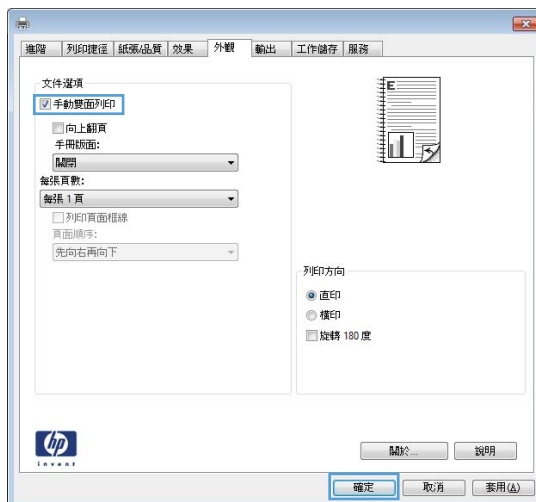 進階 列印捷徑 紙張/品質 效果 外觀 輸出 工作儲存 服務
文件選項
手動雙面列印
向上翻頁
手冊版面:
關閉
每張頁數:
每張 1 頁
列印頁面框線
頁面順序:
先向右再向下
E
列印方向
直印
橫印
旋轉 180 度
hp
invent
關於... 說明
確定 取消 套用(A)